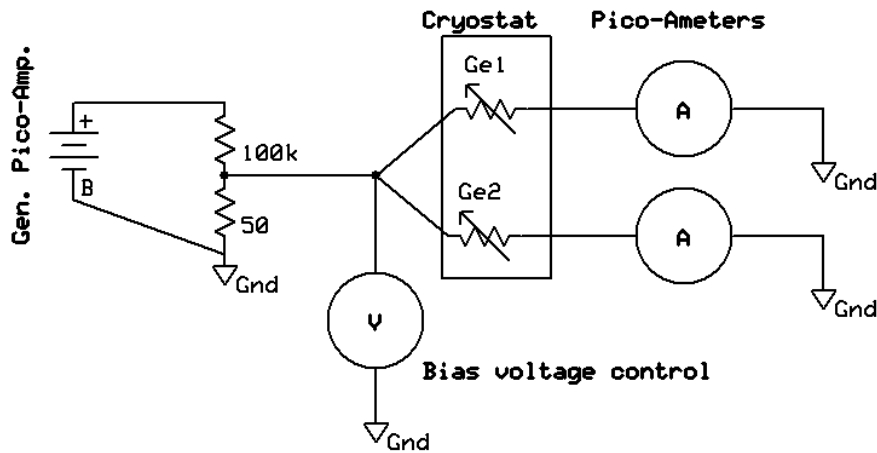 Cryostat
Pico-Ameters
Gen. Pico-Amp.
Ge1
A
+
100k
B
Gnd
Ge2
50
A
Gnd
Gnd
V
Bias voltage control
Gnd